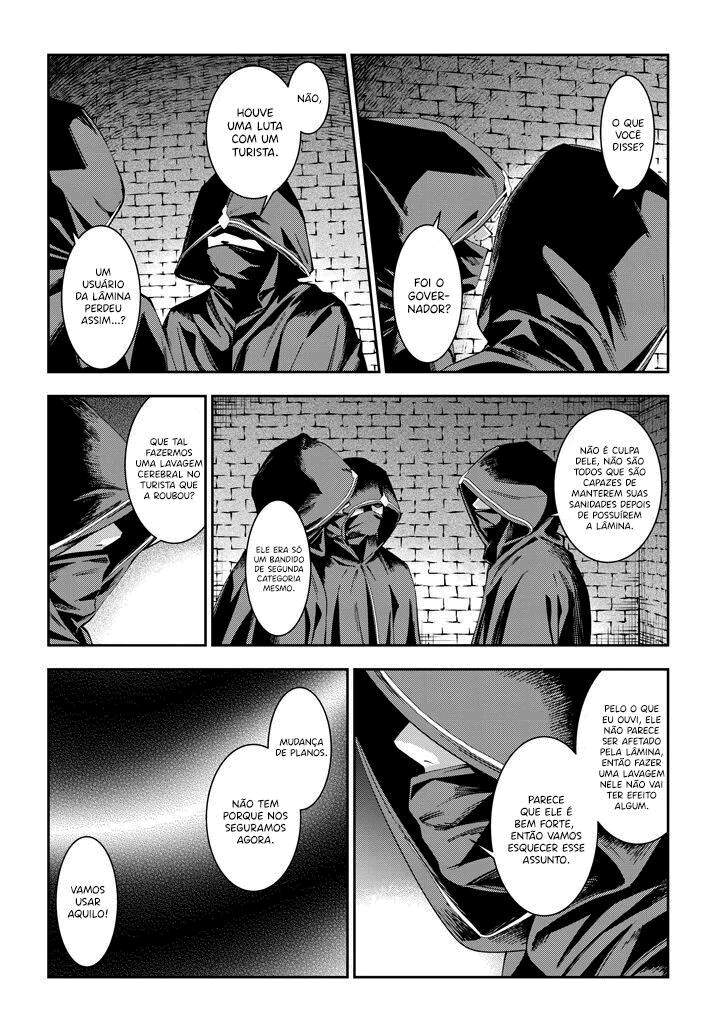 O QUE
VOCÊ
DISSE?
FOI O
GOVER-
NADOR?
NÃO,
HOUVE
UMA LUTA
COM UM
TURISTA.
UM
USUÁRIO
DA LÂMINA
PERDEU
ASSIM...?
NÃO É CULPA
DELE, NÃO SÃO
TODOS QUE SÃO
CAPAZES DE
MANTEREM SUAS
SANIDADES DEPOIS
DE POSSUÍREM
A LÂMINA.
ELE ERA SÓ
UM BANDIDO
DE SEGUNDA
CATEGORIA
MESMO.
QUE TAL
FAZERMOS
UMA LAVAGEM
CEREBRAL NO
TURISTA QUE
A ROUBOU?
PELO O QUE
EU OUVI, ELE
NÃO PARECE
SER AFETADO
PELA LÂMINA,
ENTÃO FAZER
UMA LAVAGEM
NELE NÃO VAI
TER EFEITO
ALGUM.
PARECE
QUE ELE É
BEM FORTE,
ENTÃO VAMOS
ESQUECER ESSE
ASSUNTO.
MUDANÇA
DE PLANOS.
NÃO TEM
PORQUE NOS
SEGURAMOS
AGORA.
VAMOS
USAR
AQUILO!